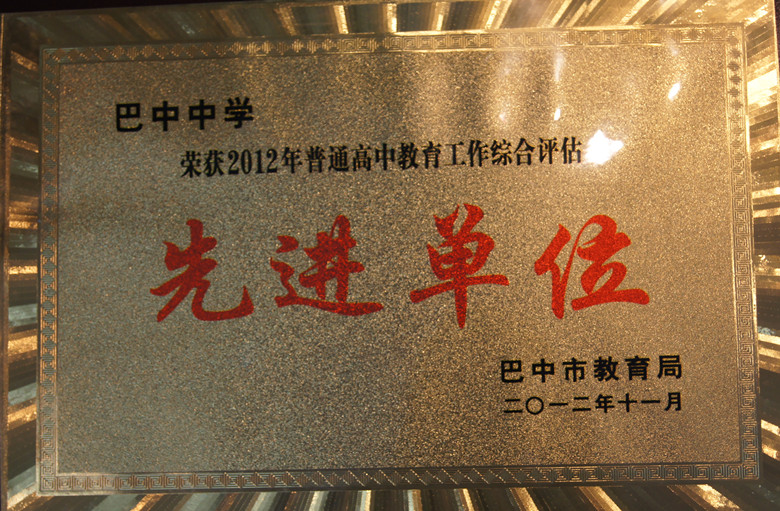 巴中中学
荣获2012年普通高中教育工作综合评估
先进单位
巴中市教育局
二〇一二年十一月